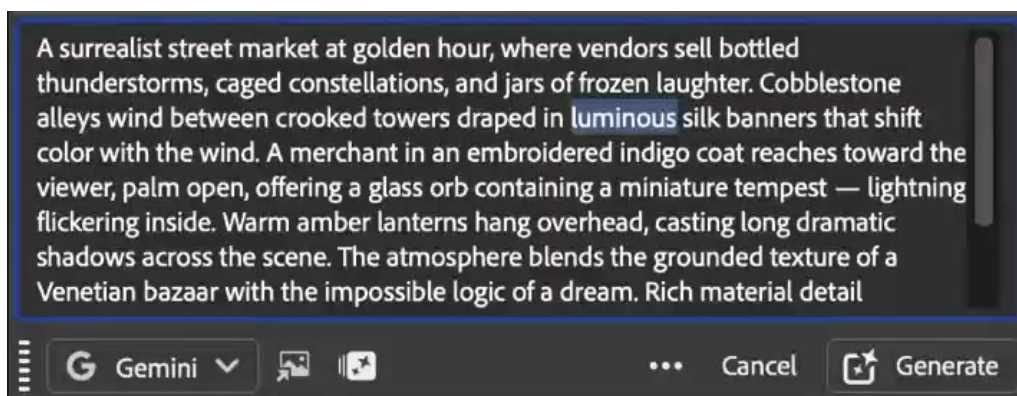 A surrealist street market at golden hour, where vendors sell bottled
thunderstorms, caged constellations, and jars of frozen laughter. Cobblestone
alleys wind between crooked towers draped in luminous silk banners that shift
color with the wind. A merchant in an embroidered indigo coat reaches toward the
viewer, palm open, offering a glass orb containing a miniature tempest — lightning
flickering inside. Warm amber lanterns hang overhead, casting long dramatic
shadows across the scene. The atmosphere blends the grounded texture of a
Venetian bazaar with the impossible logic of a dream. Rich material detail
G Gemini ••• Cancel Generate